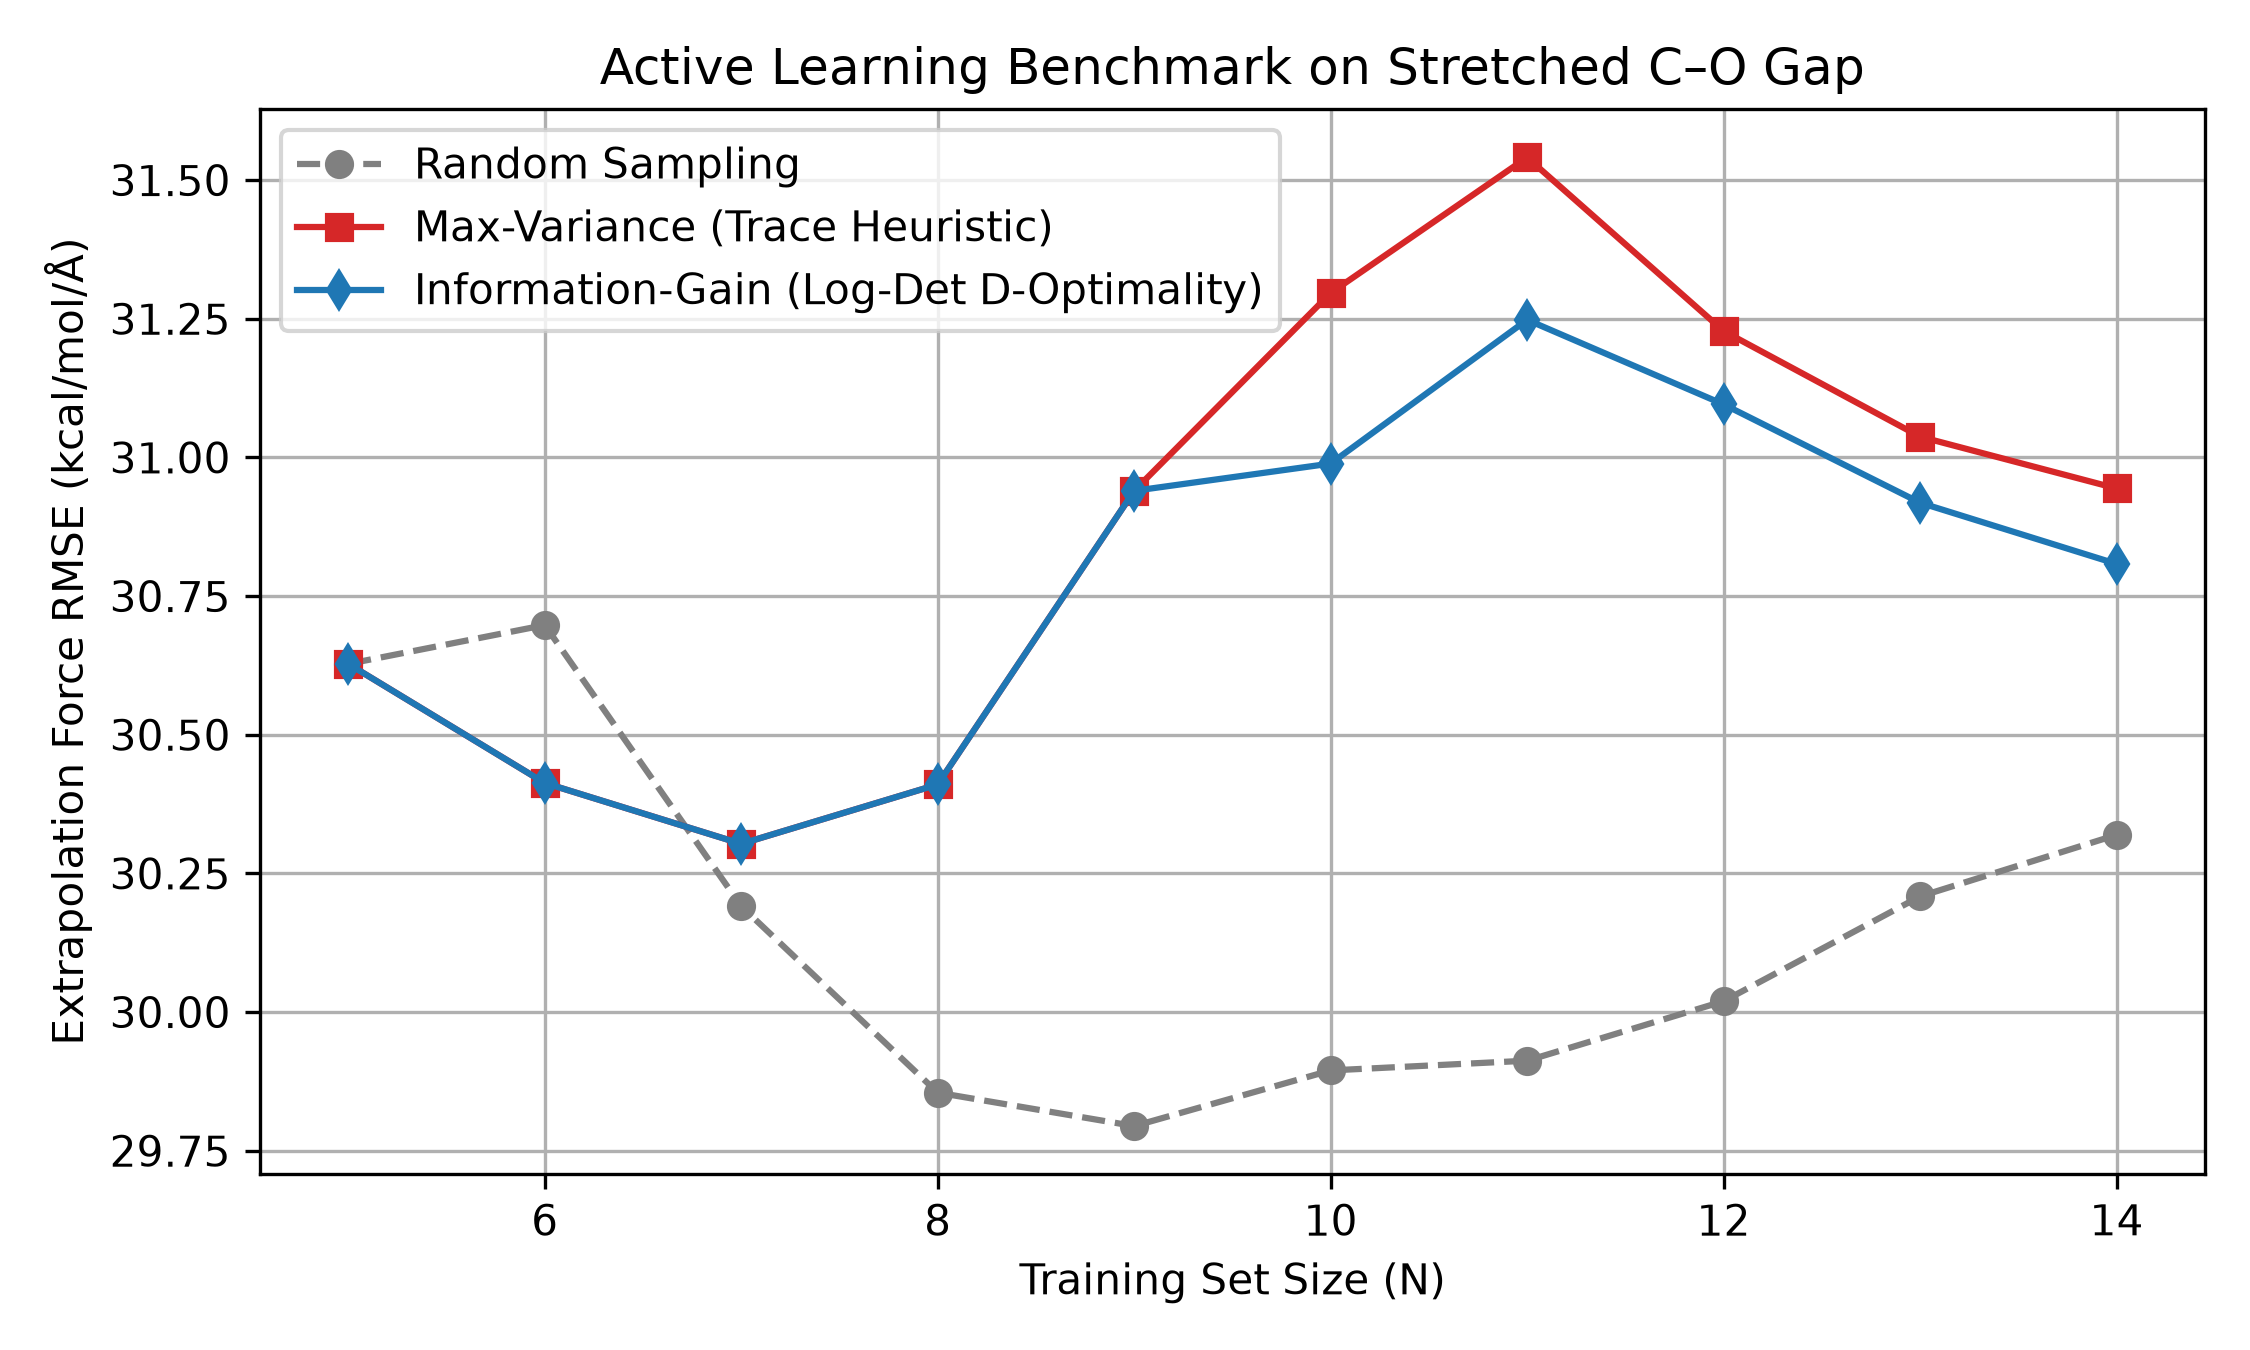 Active Learning Benchmark on Stretched C–O Gap
Random Sampling
Max-Variance (Trace Heuristic)
Information-Gain (Log-Det D-Optimality)
Extrapolation Force RMSE (kcal/mol/Å)
31.50
31.25
31.00
30.75
30.50
30.25
30.00
29.75
6 8 10 12 14
Training Set Size (N)